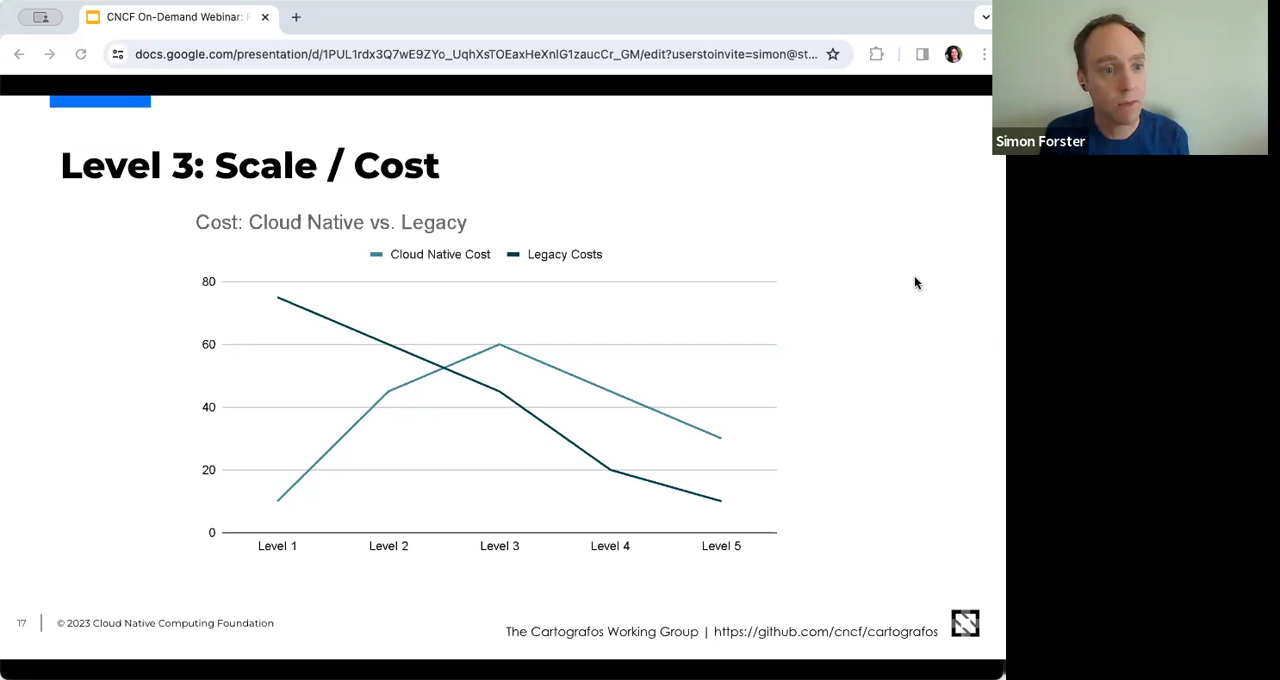 CNCF On-Demand Webinar:
docs.google.com/presentation/d/1PUL1rdx3Q7wE9ZYo_UqhXsTOEaxHeXnlG1zaucCr_GM/edit?userstoinvite=simon@st...
Simon Forster
Level 3: Scale / Cost
Cost: Cloud Native vs. Legacy
Cloud Native Cost Legacy Costs
80
60
40
20
0
Level 1 Level 2 Level 3 Level 4 Level 5
17 © 2023 Cloud Native Computing Foundation
The Cartografos Working Group | https://github.com/cncf/cartografos